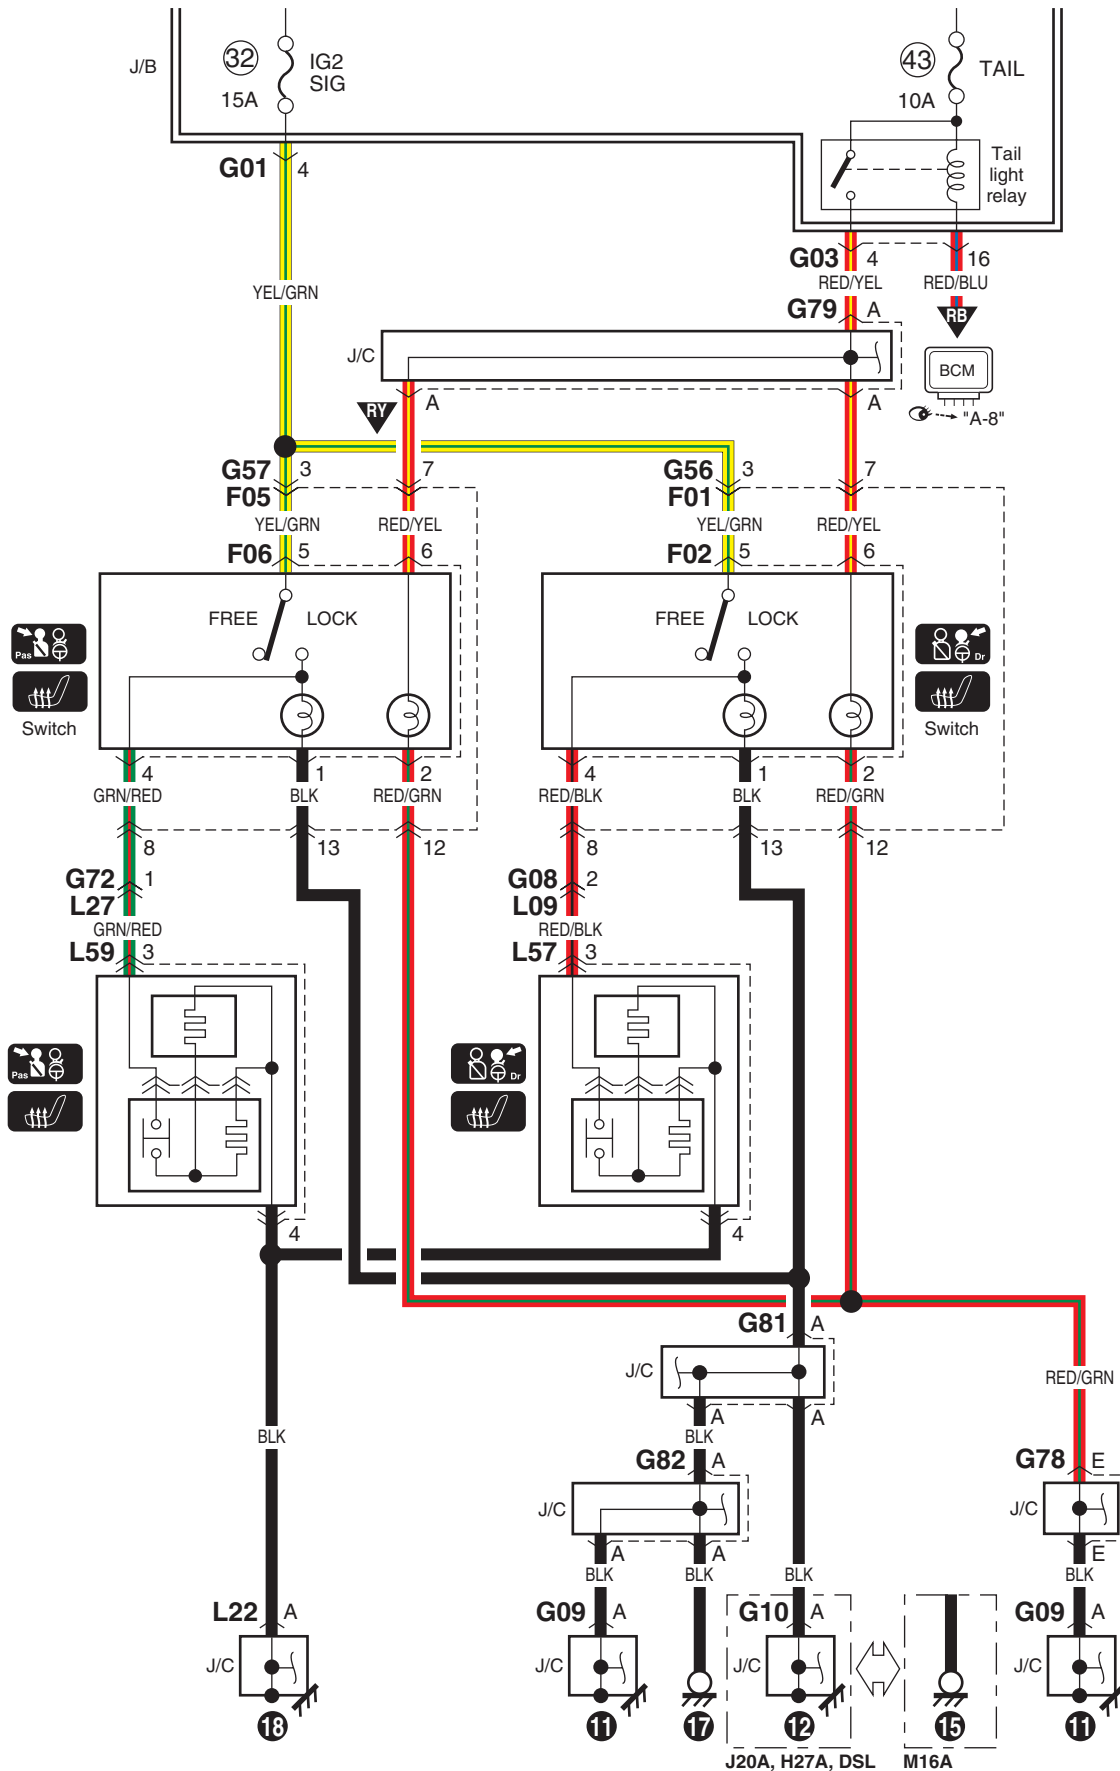 J/B
32
IG2
SIG
15A
43
TAIL
10A
Tail
light
relay
G01
4
G03
4
16
RED/YEL
RED/BLU
YEL/GRN
G79
A
RB
J/C
BCM
"A-8"
RY
A
A
G57
3
7
G56
3
7
F05
F01
YEL/GRN
RED/YEL
YEL/GRN
RED/YEL
F06
5
6
F02
5
6
FREE
LOCK
FREE
LOCK
Pas
Dr
Switch
Switch
4
1
2
4
1
2
GRN/RED
BLK
RED/GRN
RED/BLK
BLK
RED/GRN
8
13
12
8
13
12
G72
1
G08
2
L27
L09
GRN/RED
RED/BLK
L59
3
L57
3
Pas
Dr
4
4
G81
A
J/C
RED/GRN
A
A
BLK
BLK
G82
A
G78
E
J/C
J/C
A
A
E
BLK
BLK
BLK
BLK
L22
A
G09
A
G10
A
G09
A
J/C
J/C
J/C
J/C
18
11
17
12
15
11
J20A, H27A, DSL
M16A